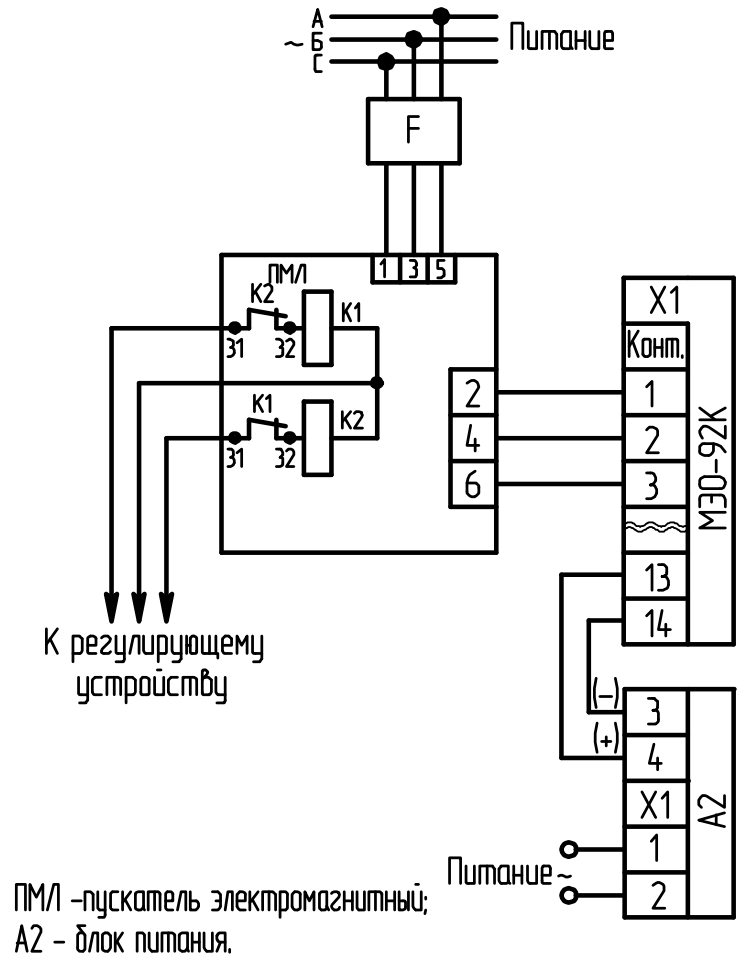 А
~ Б Питание
С
F
1 3 5
ПМЛ
К2 К1
31 32
К1 К2
31 32
2
4
6
К регулирующему
устройству
Х1
Конт.
1
2
3
13
14
МЭО-92К
(–) 3
(+) 4
Х1
1
2
А2
Питание ~
ПМЛ -пускатель электромагнитный;
А2 - блок питания.